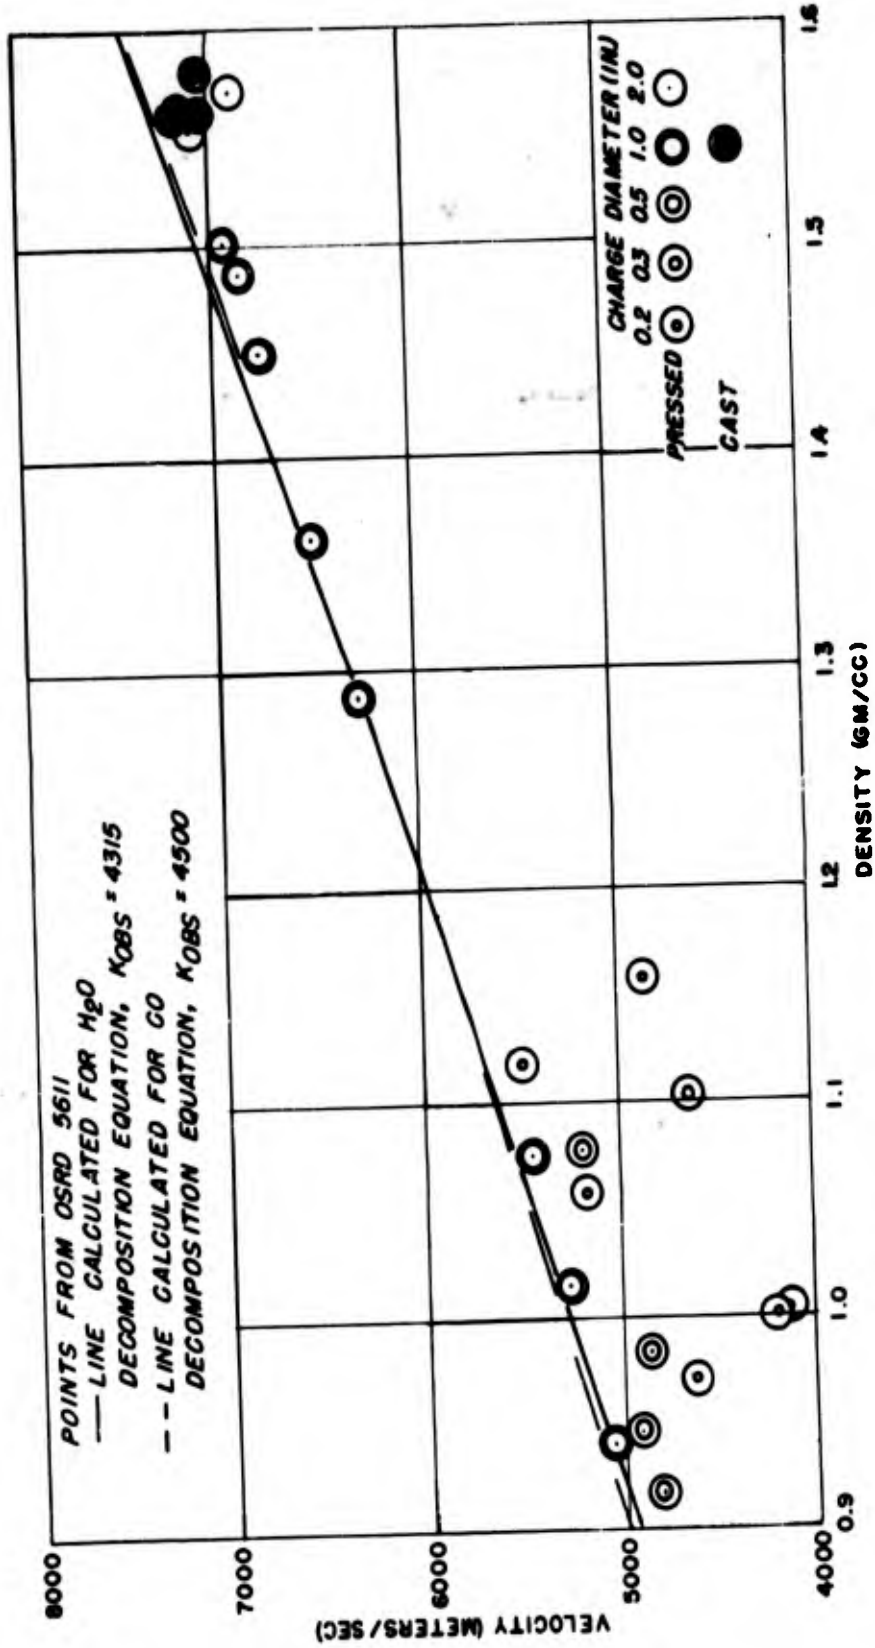 POINTS FROM OSRD 5611
— LINE CALCULATED FOR H2O
DECOMPOSITION EQUATION, KOBS = 4315
– – LINE CALCULATED FOR CO
DECOMPOSITION EQUATION, KOBS = 4500
8000
7000
6000
5000
4000
VELOCITY (METERS/SEC)
0.9
1.0
1.1
1.2
1.3
1.4
1.5
1.6
DENSITY (GM/CC)
CHARGE DIAMETER (IN.)
0.2 0.3 0.5 1.0 2.0
PRESSED
CAST